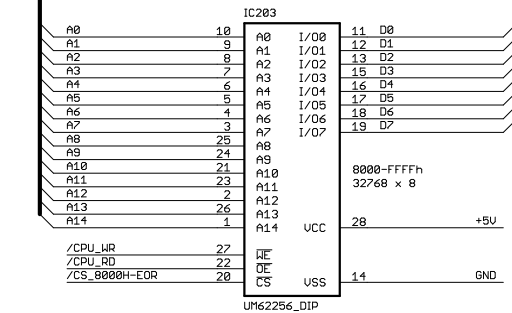 IC203
A0 10 A0 I/O0 11 D0
A1 9 A1 I/O1 12 D1
A2 8 A2 I/O2 13 D2
A3 7 A3 I/O3 15 D3
A4 6 A4 I/O4 16 D4
A5 5 A5 I/O5 17 D5
A6 4 A6 I/O6 18 D6
A7 3 A7 I/O7 19 D7
A8 25 A8
A9 24 A9
A10 21 A10 8000-FFFFh
A11 23 A11 32768 x 8
A12 2 A12
A13 26 A13
A14 1 A14 VCC 28 +5V
/CPU_WR 27 WE
/CPU_RD 22 OE
/CS_8000H-EOR 20 CS VSS 14 GND
UM62256_DIP